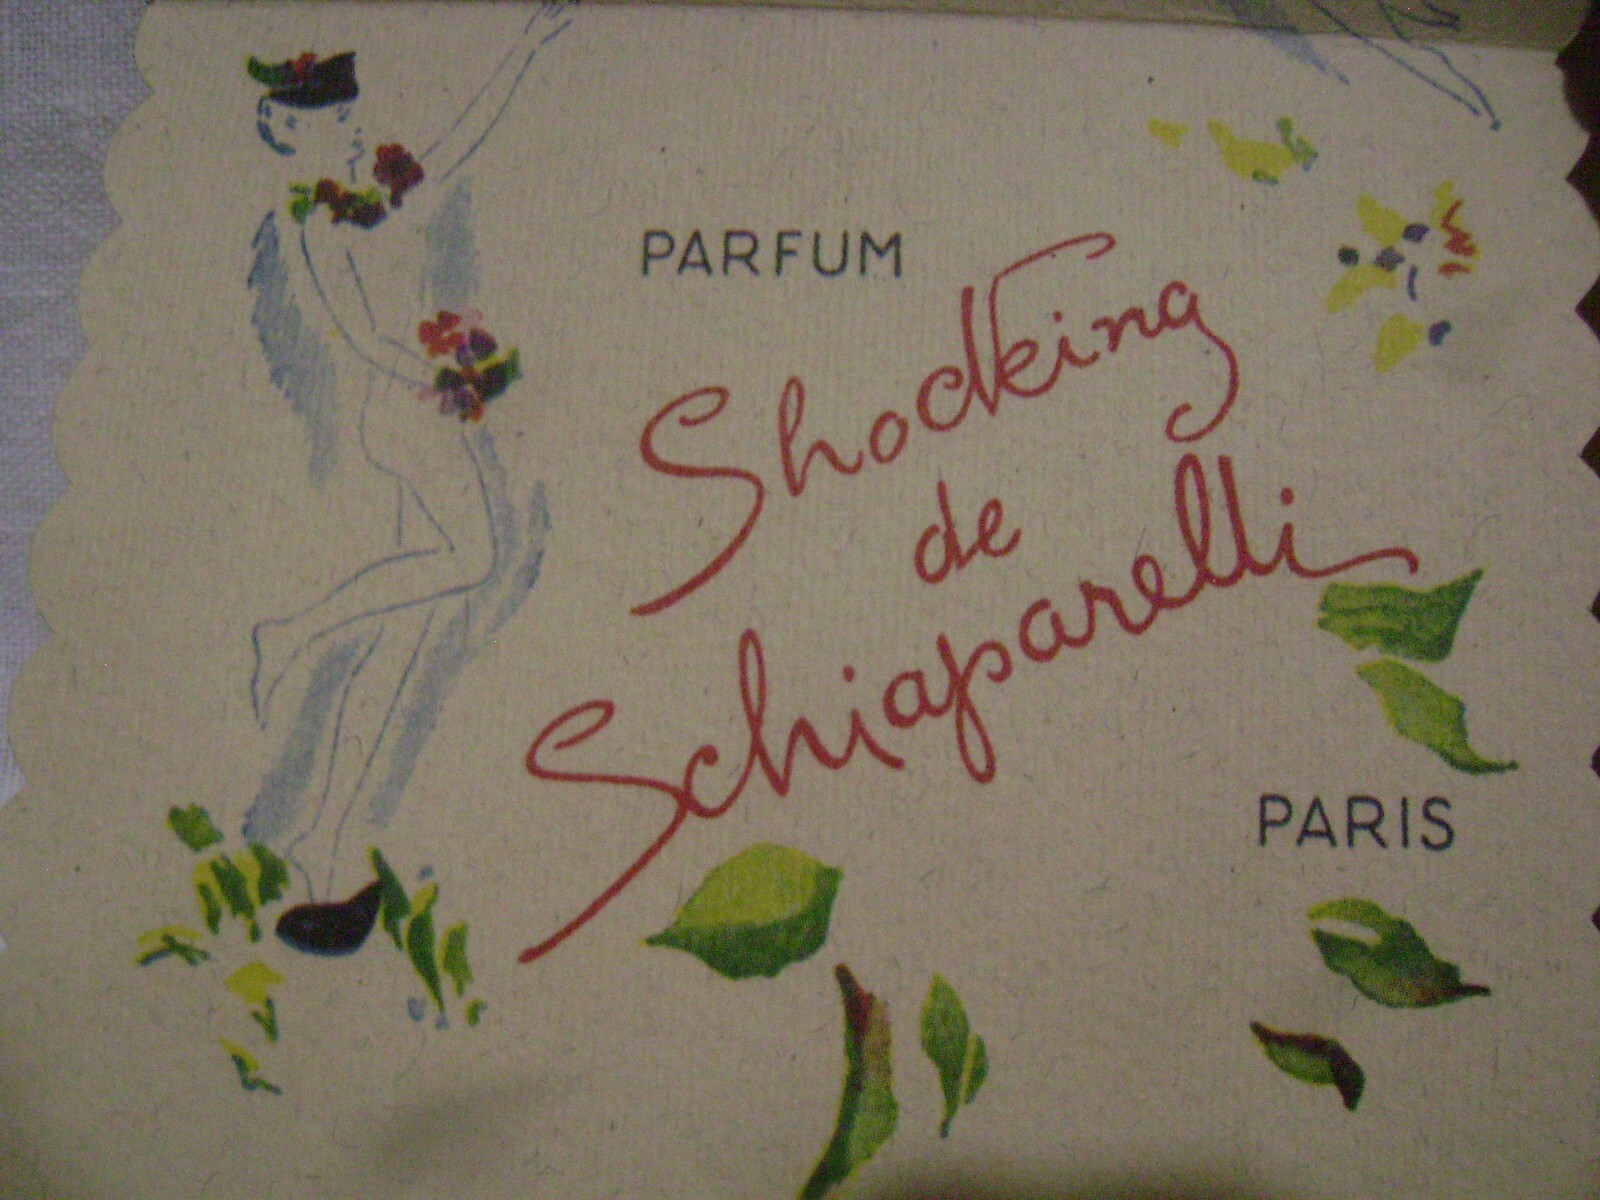 PARFUM
Shocking
de
Schiaparelli
PARIS